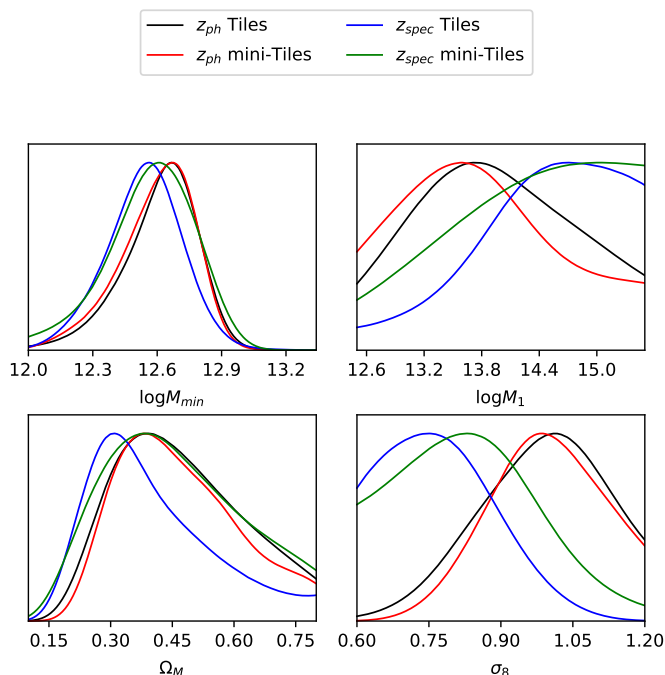 z_ph Tiles z_spec Tiles
z_ph mini-Tiles z_spec mini-Tiles
12.0 12.3 12.6 12.9 13.2
logM_min
12.6 13.2 13.8 14.4 15.0
logM_1
0.15 0.30 0.45 0.60 0.75
Ω_M
0.60 0.75 0.90 1.05 1.20
σ_8